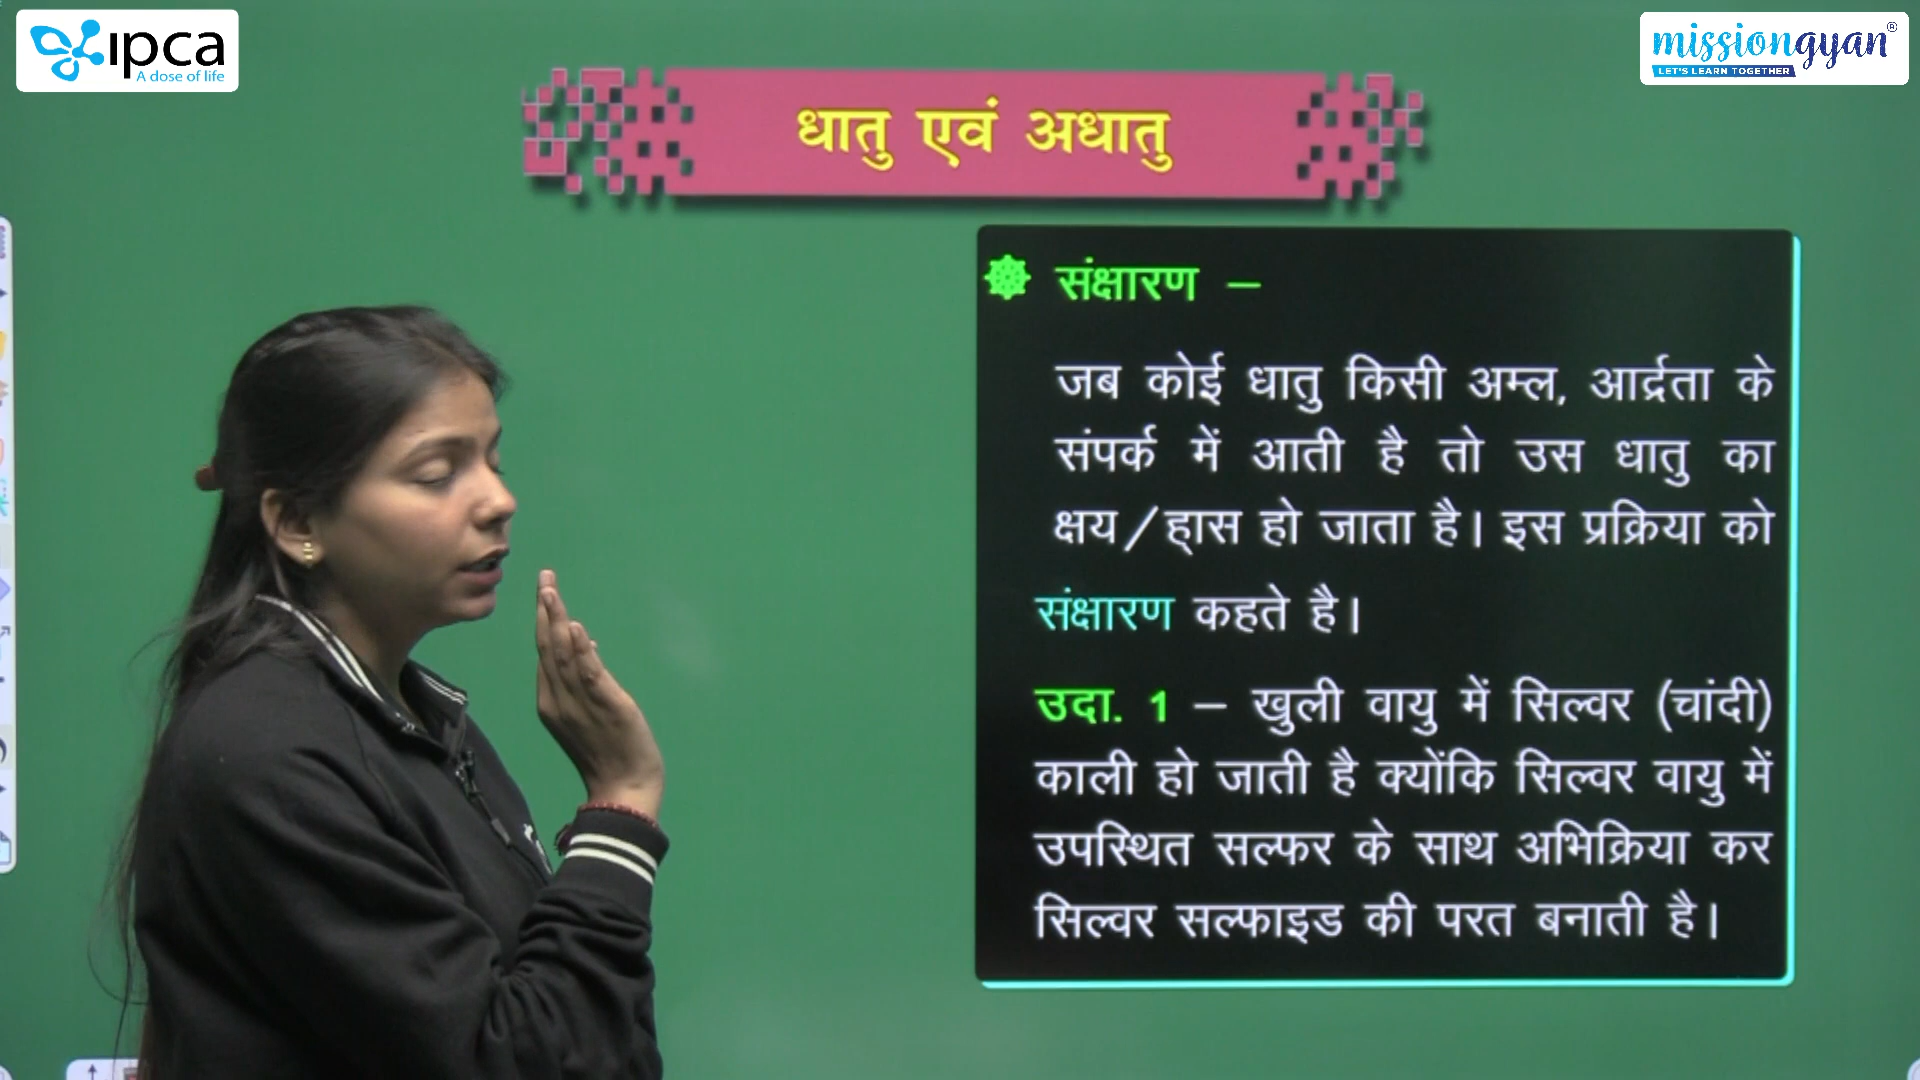 ipca
A dose of life
missiongyan®
LET'S LEARN TOGETHER
धातु एवं अधातु
संक्षारण –
जब कोई धातु किसी अम्ल, आर्द्रता के
संपर्क में आती है तो उस धातु का
क्षय/ह्रास हो जाता है। इस प्रक्रिया को
संक्षारण कहते है।
उदा. 1 – खुली वायु में सिल्वर (चांदी)
काली हो जाती है क्योंकि सिल्वर वायु में
उपस्थित सल्फर के साथ अभिक्रिया कर
सिल्वर सल्फाइड की परत बनाती है।